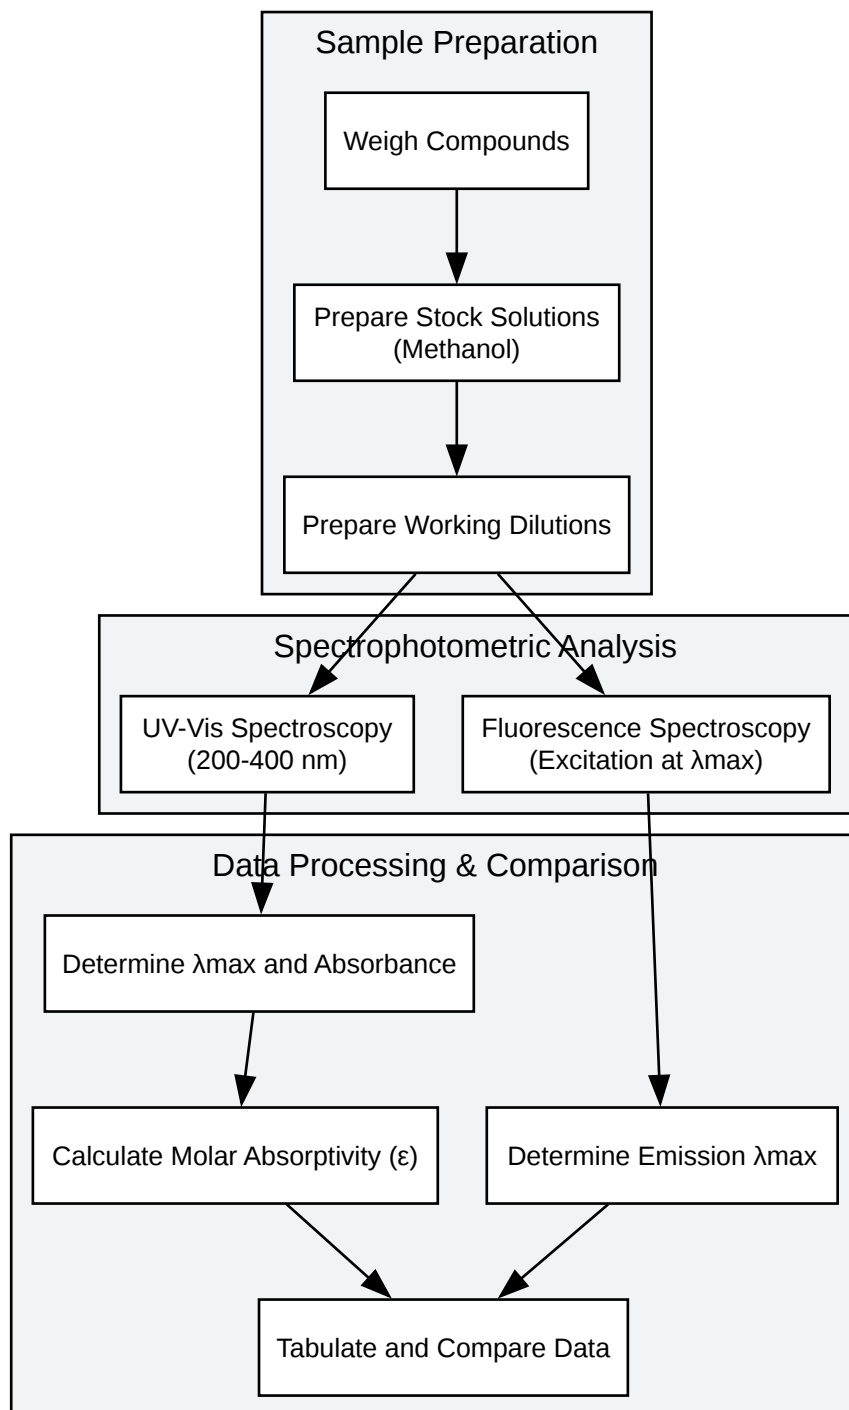 Sample Preparation
Weigh Compounds
Prepare Stock Solutions
(Methanol)
Prepare Working Dilutions
Spectrophotometric Analysis
UV-Vis Spectroscopy
(200-400 nm)
Fluorescence Spectroscopy
(Excitation at λmax)
Data Processing & Comparison
Determine λmax and Absorbance
Calculate Molar Absorptivity (ε)
Determine Emission λmax
Tabulate and Compare Data